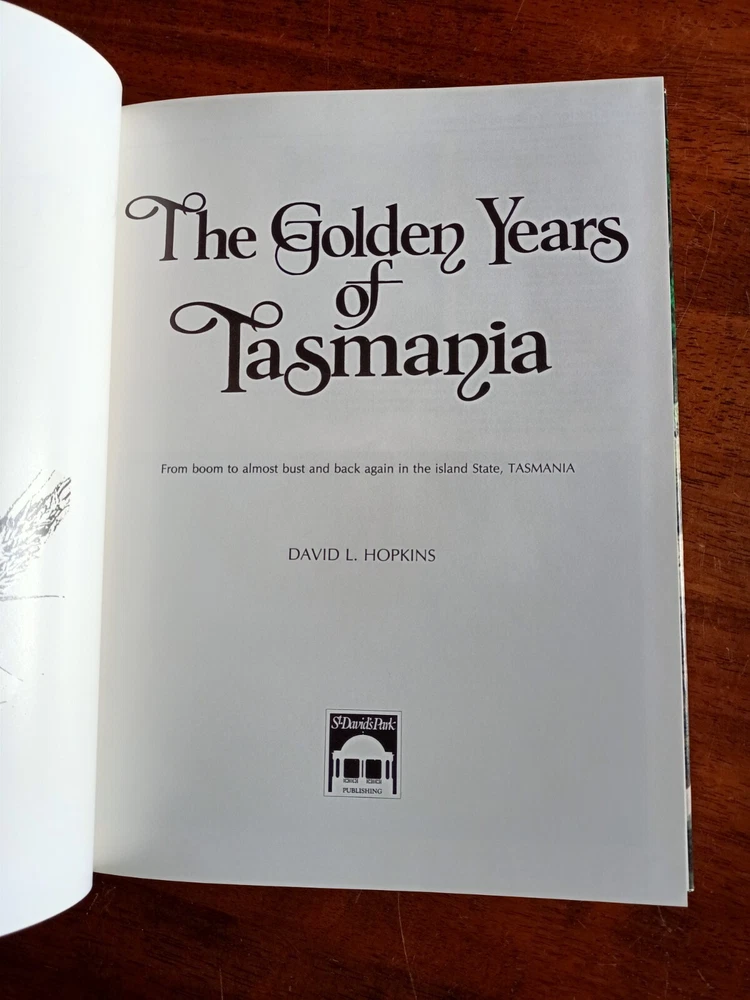 The Golden Years
of
Tasmania
From boom to almost bust and back again in the island State, TASMANIA
DAVID L. HOPKINS
St. David's Park
PUBLISHING